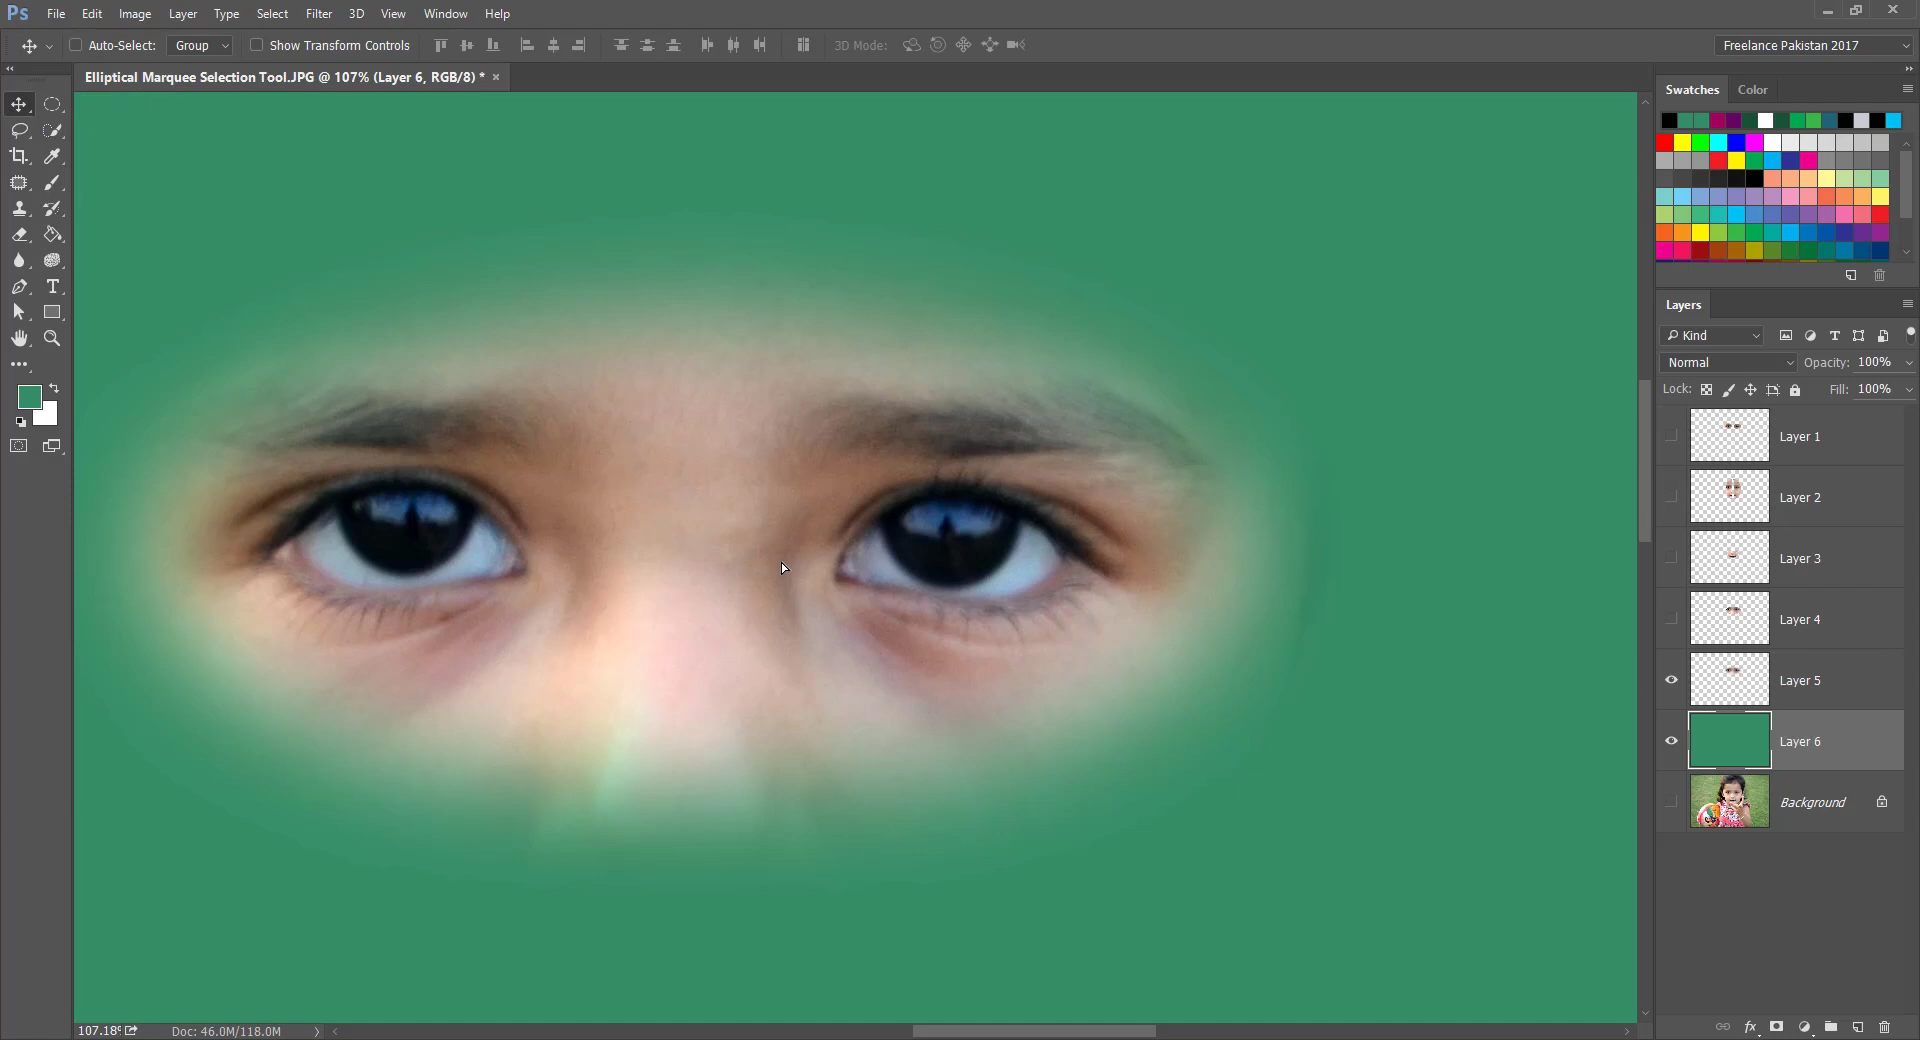 Ps File Edit Image Layer Type Select Filter 3D View Window Help
Auto-Select: Group Show Transform Controls 3D Mode: Freelance Pakistan 2017
Elliptical Marquee Selection Tool.JPG @ 107% (Layer 6, RGB/8) * ×
Swatches Color
Layers
Kind
Normal Opacity: 100%
Lock: Fill: 100%
Layer 1
Layer 2
Layer 3
Layer 4
Layer 5
Layer 6
Background
Doc: 46.0M/118.0M
fx